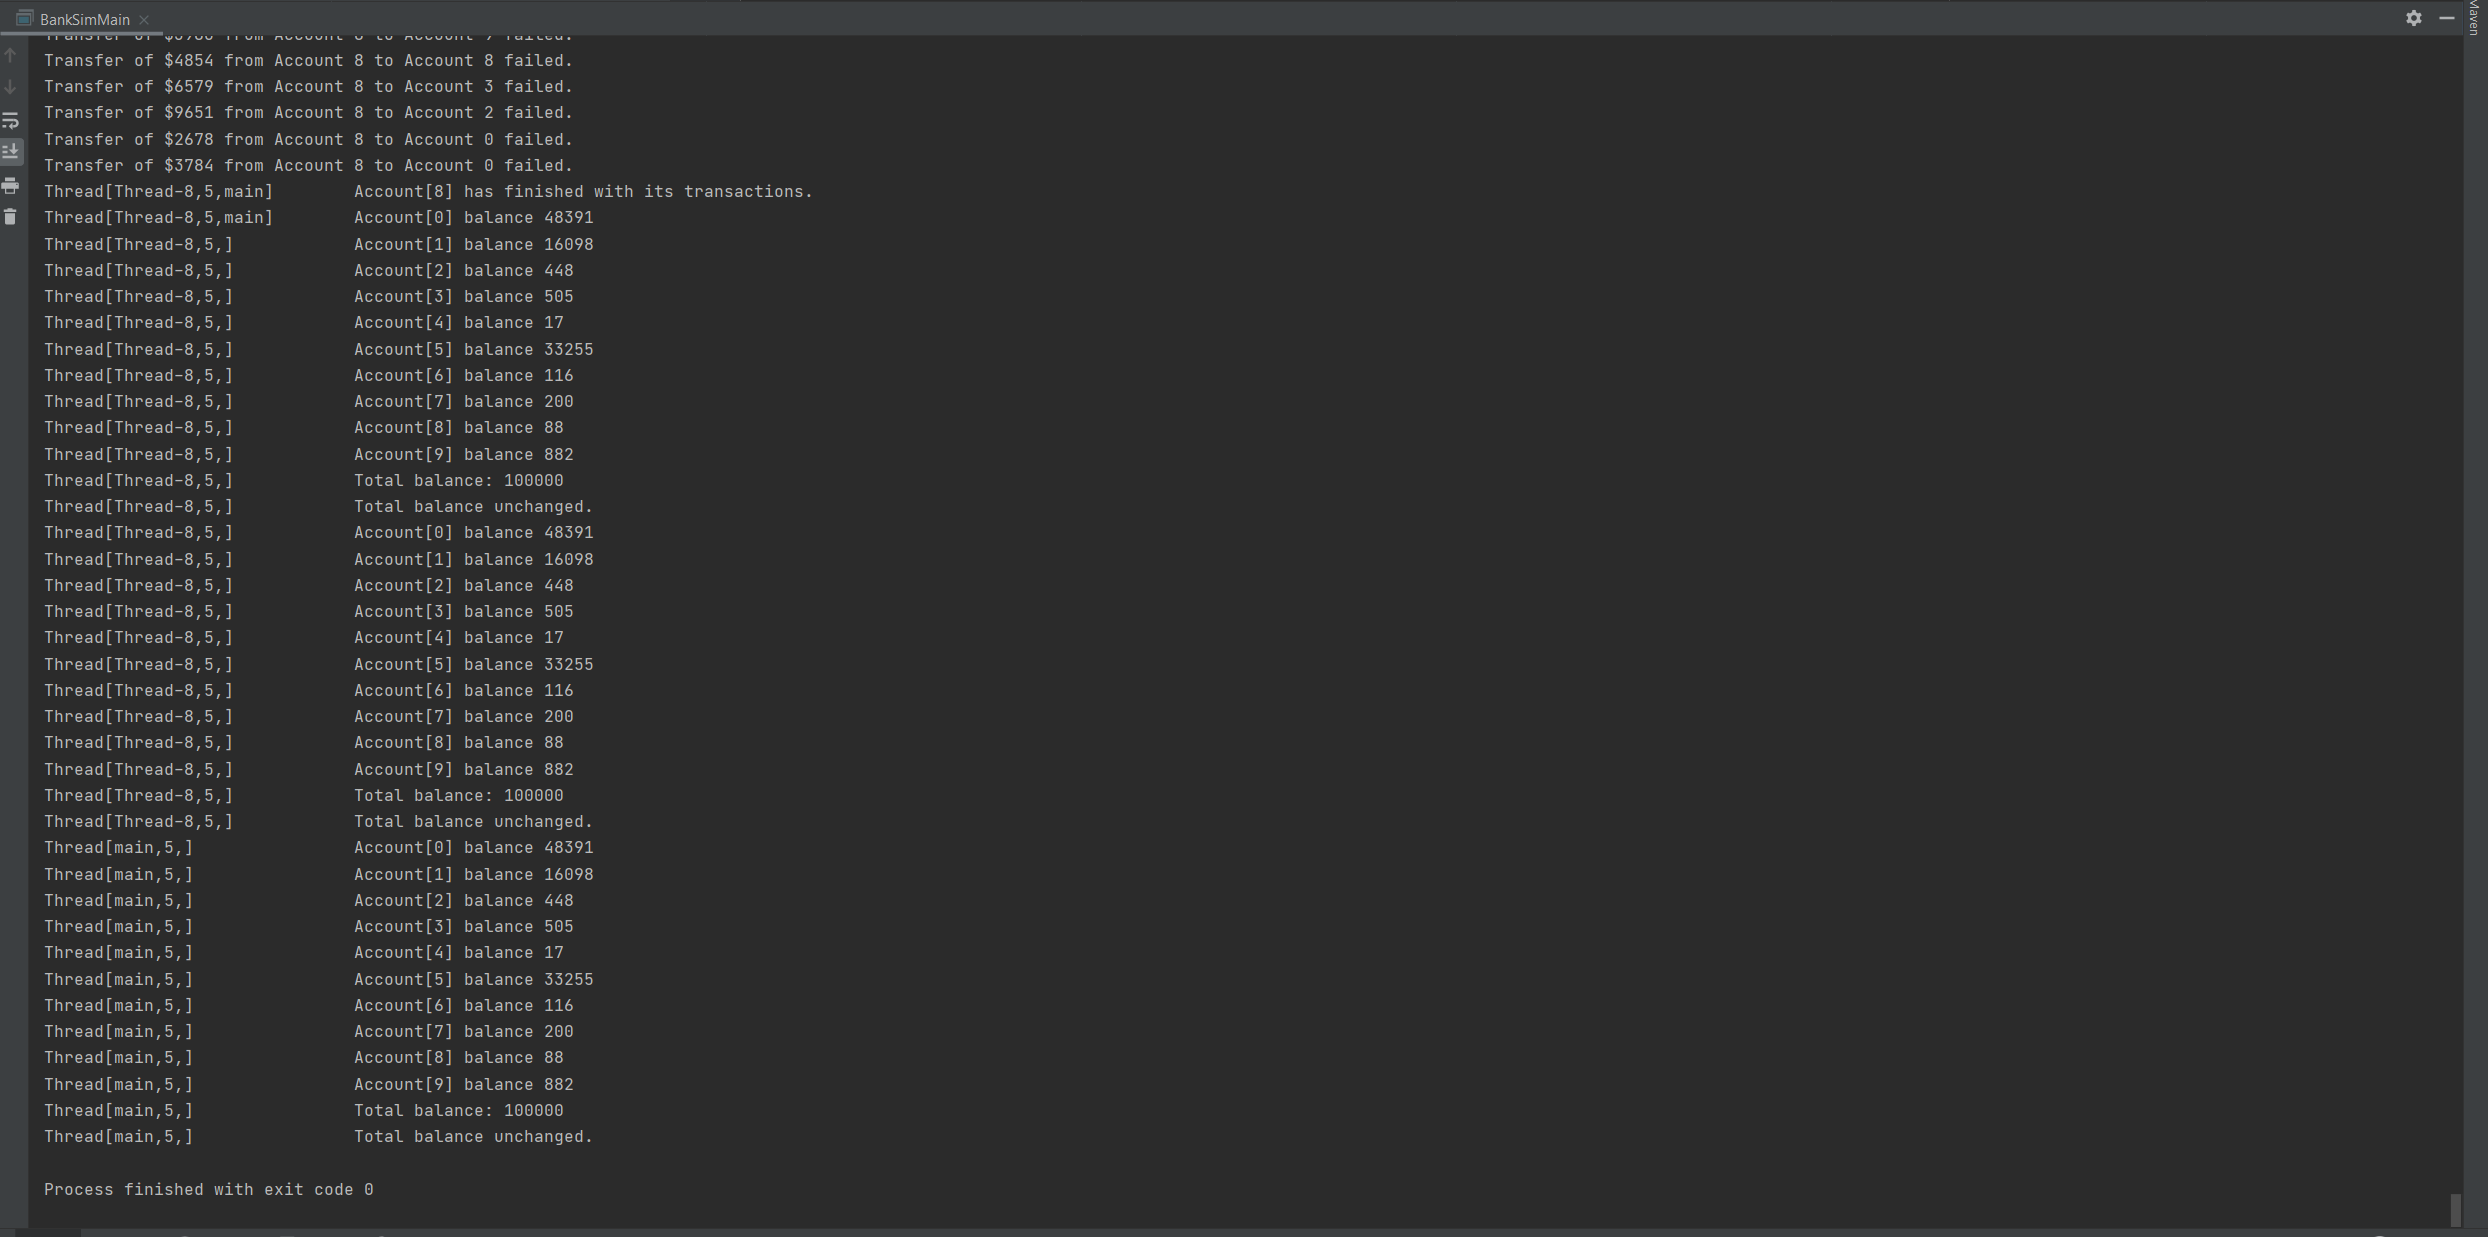 BankSimMain
Maven
Transfer of from Account 8 to Account 9 failed.
Transfer of $4854 from Account 8 to Account 8 failed.
Transfer of $6579 from Account 8 to Account 3 failed.
Transfer of $9651 from Account 8 to Account 2 failed.
Transfer of $2678 from Account 8 to Account 0 failed.
Transfer of $3784 from Account 8 to Account 0 failed.
Thread[Thread-8,5,main] Account[8] has finished with its transactions.
Thread[Thread-8,5,main] Account[0] balance 48391
Thread[Thread-8,5,] Account[1] balance 16098
Thread[Thread-8,5,] Account[2] balance 448
Thread[Thread-8,5,] Account[3] balance 505
Thread[Thread-8,5,] Account[4] balance 17
Thread[Thread-8,5,] Account[5] balance 33255
Thread[Thread-8,5,] Account[6] balance 116
Thread[Thread-8,5,] Account[7] balance 200
Thread[Thread-8,5,] Account[8] balance 88
Thread[Thread-8,5,] Account[9] balance 882
Thread[Thread-8,5,] Total balance: 100000
Thread[Thread-8,5,] Total balance unchanged.
Thread[Thread-8,5,] Account[0] balance 48391
Thread[Thread-8,5,] Account[1] balance 16098
Thread[Thread-8,5,] Account[2] balance 448
Thread[Thread-8,5,] Account[3] balance 505
Thread[Thread-8,5,] Account[4] balance 17
Thread[Thread-8,5,] Account[5] balance 33255
Thread[Thread-8,5,] Account[6] balance 116
Thread[Thread-8,5,] Account[7] balance 200
Thread[Thread-8,5,] Account[8] balance 88
Thread[Thread-8,5,] Account[9] balance 882
Thread[Thread-8,5,] Total balance: 100000
Thread[Thread-8,5,] Total balance unchanged.
Thread[main,5,] Account[0] balance 48391
Thread[main,5,] Account[1] balance 16098
Thread[main,5,] Account[2] balance 448
Thread[main,5,] Account[3] balance 505
Thread[main,5,] Account[4] balance 17
Thread[main,5,] Account[5] balance 33255
Thread[main,5,] Account[6] balance 116
Thread[main,5,] Account[7] balance 200
Thread[main,5,] Account[8] balance 88
Thread[main,5,] Account[9] balance 882
Thread[main,5,] Total balance: 100000
Thread[main,5,] Total balance unchanged.
Process finished with exit code 0